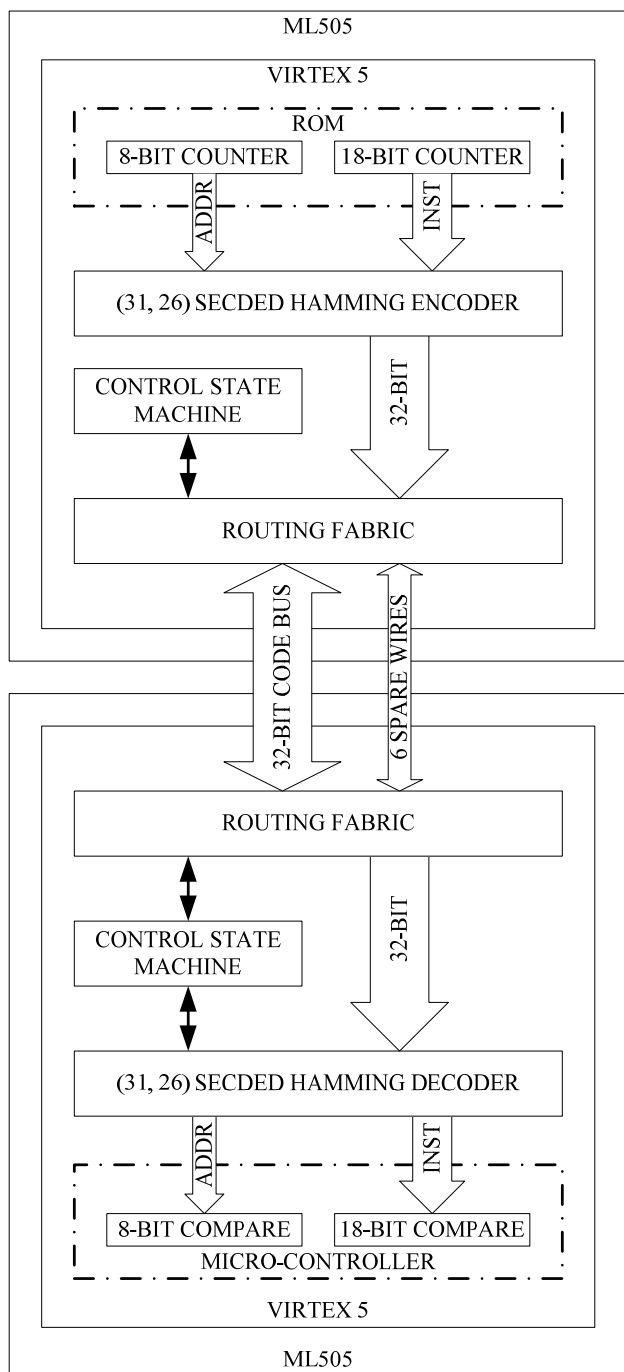 ML505
VIRTEX 5
ROM
8-BIT COUNTER
18-BIT COUNTER
ADDR
INST
(31, 26) SECDED HAMMING ENCODER
CONTROL STATE
MACHINE
32-BIT
ROUTING FABRIC
32-BIT CODE BUS
6 SPARE WIRES
ROUTING FABRIC
CONTROL STATE
MACHINE
32-BIT
(31, 26) SECDED HAMMING DECODER
ADDR
INST
8-BIT COMPARE
18-BIT COMPARE
MICRO-CONTROLLER
VIRTEX 5
ML505